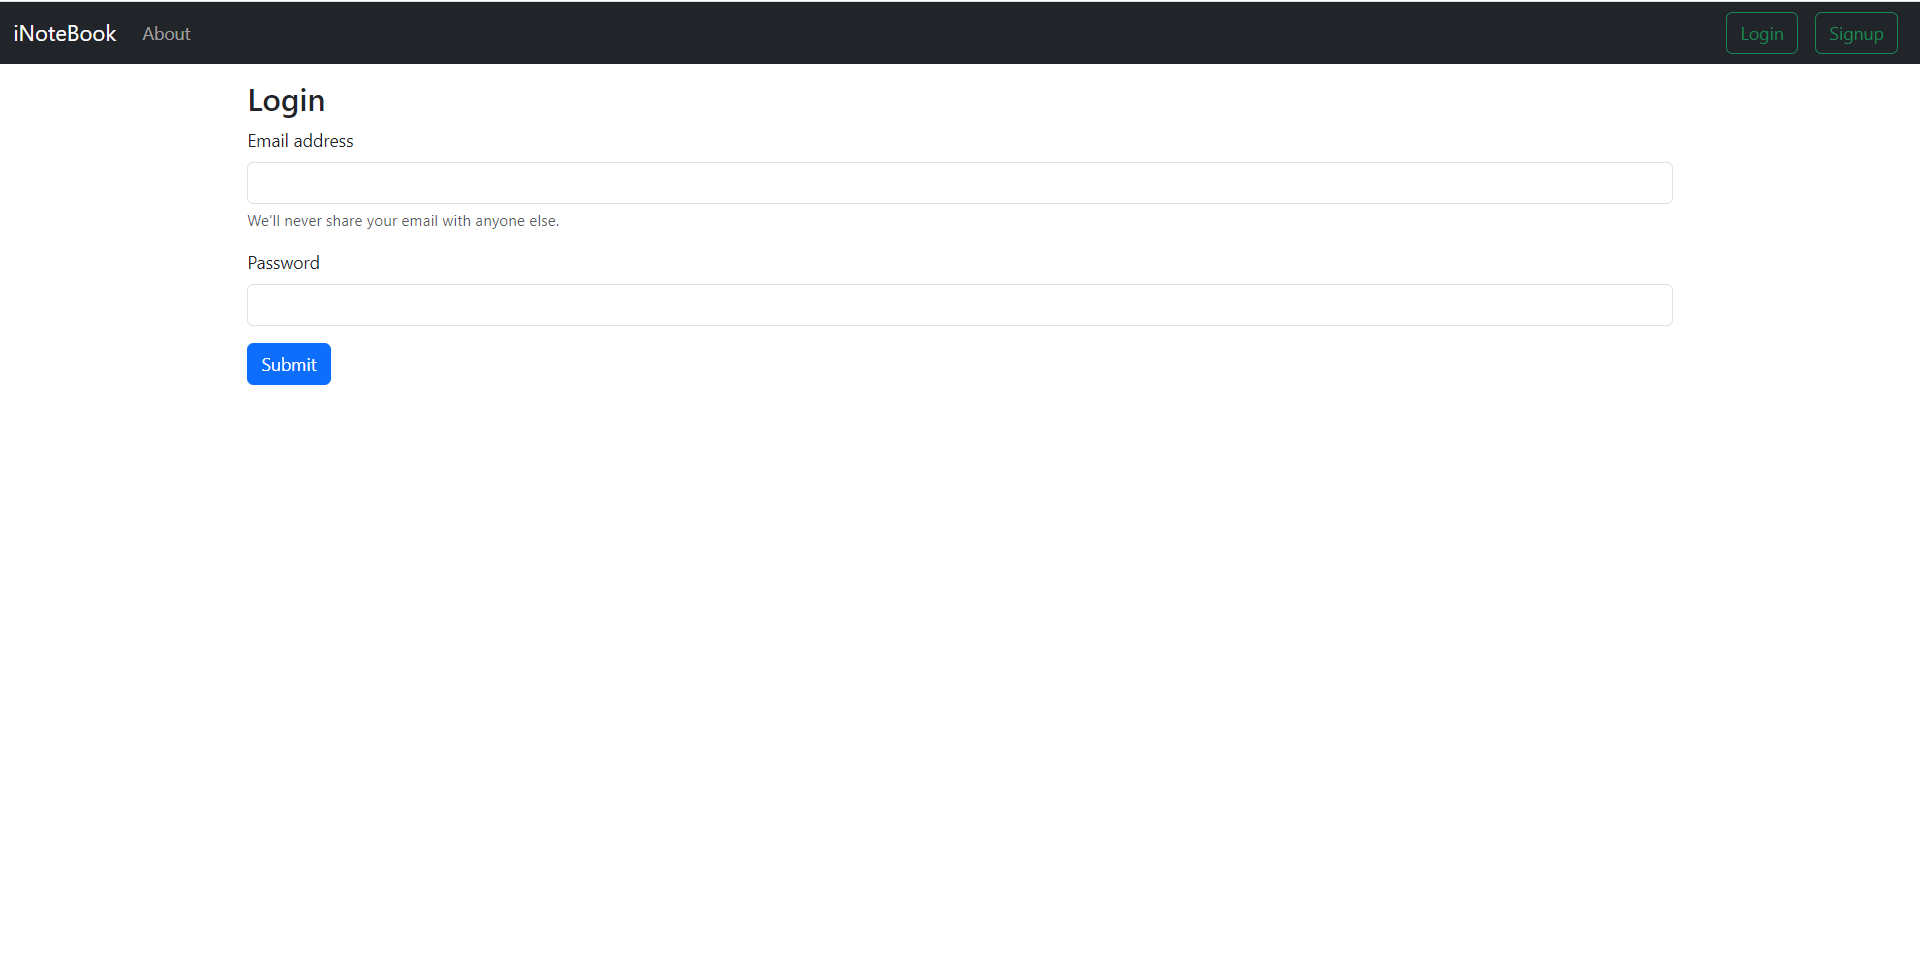 iNoteBook About Login Signup
Login
Email address
We'll never share your email with anyone else.
Password
Submit